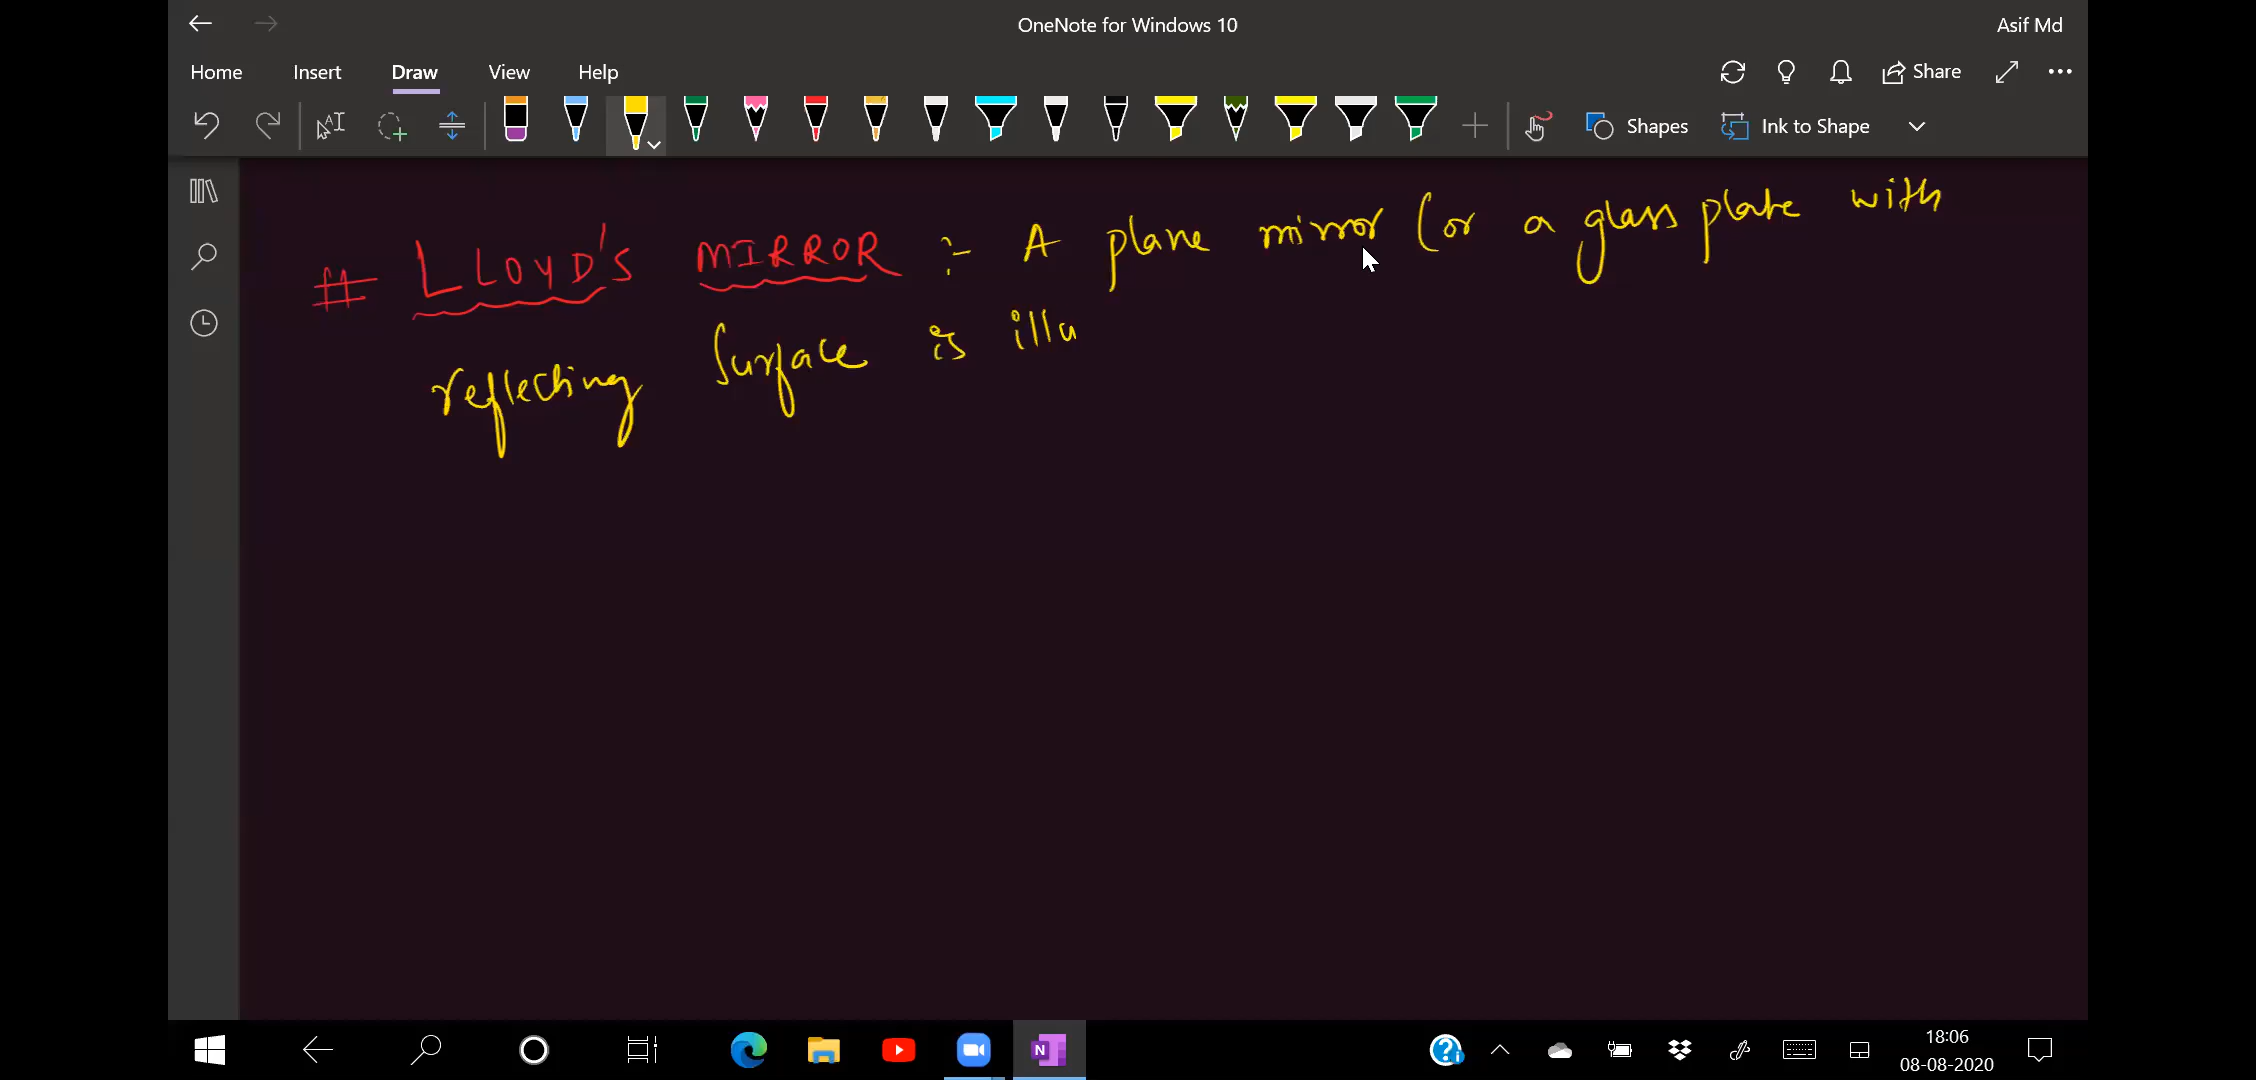 OneNote for Windows 10
Asif Md
Home Insert Draw View Help
Share
Shapes Ink to Shape
# LLOYD'S MIRROR :- A plane mirror (or a glass plate with
reflecting surface is illu
18:06
08-08-2020